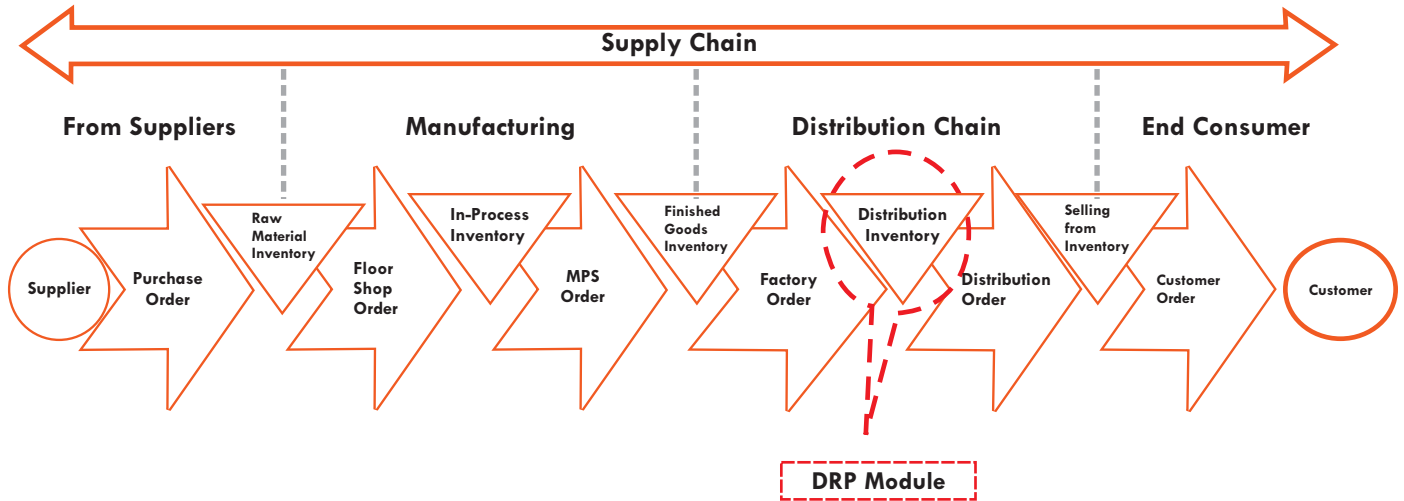 Supply Chain
From Suppliers
Manufacturing
Distribution Chain
End Consumer
Supplier
Purchase
Order
Raw
Material
Inventory
Floor
Shop
Order
In-Process
Inventory
MPS
Order
Finished
Goods
Inventory
Factory
Order
Distribution
Inventory
Distribution
Order
Selling
from
Inventory
Customer
Order
Customer
DRP Module